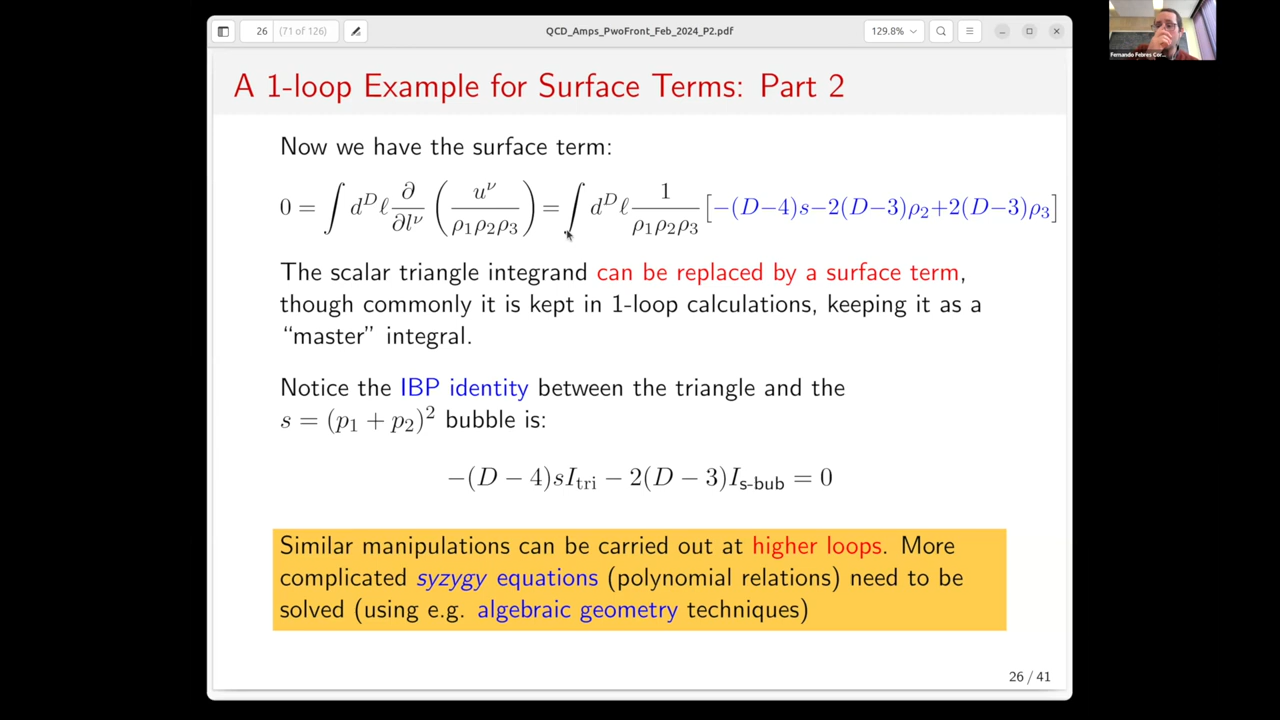 26 (71 of 126) QCD_Amps_PwoFront_Feb_2024_P2.pdf 129.8%
Fernando Febres Cor...
A 1-loop Example for Surface Terms: Part 2
Now we have the surface term:
0 = ∫ d^D ℓ ∂/∂l^ν ( u^ν / ρ₁ρ₂ρ₃ ) = ∫ d^D ℓ 1/ρ₁ρ₂ρ₃ [−(D−4)s−2(D−3)ρ₂+2(D−3)ρ₃]
The scalar triangle integrand can be replaced by a surface term,
though commonly it is kept in 1-loop calculations, keeping it as a
“master” integral.
Notice the IBP identity between the triangle and the
s = (p₁ + p₂)² bubble is:
−(D − 4)sI_tri − 2(D − 3)I_s-bub = 0
Similar manipulations can be carried out at higher loops. More
complicated syzygy equations (polynomial relations) need to be
solved (using e.g. algebraic geometry techniques)
26 / 41